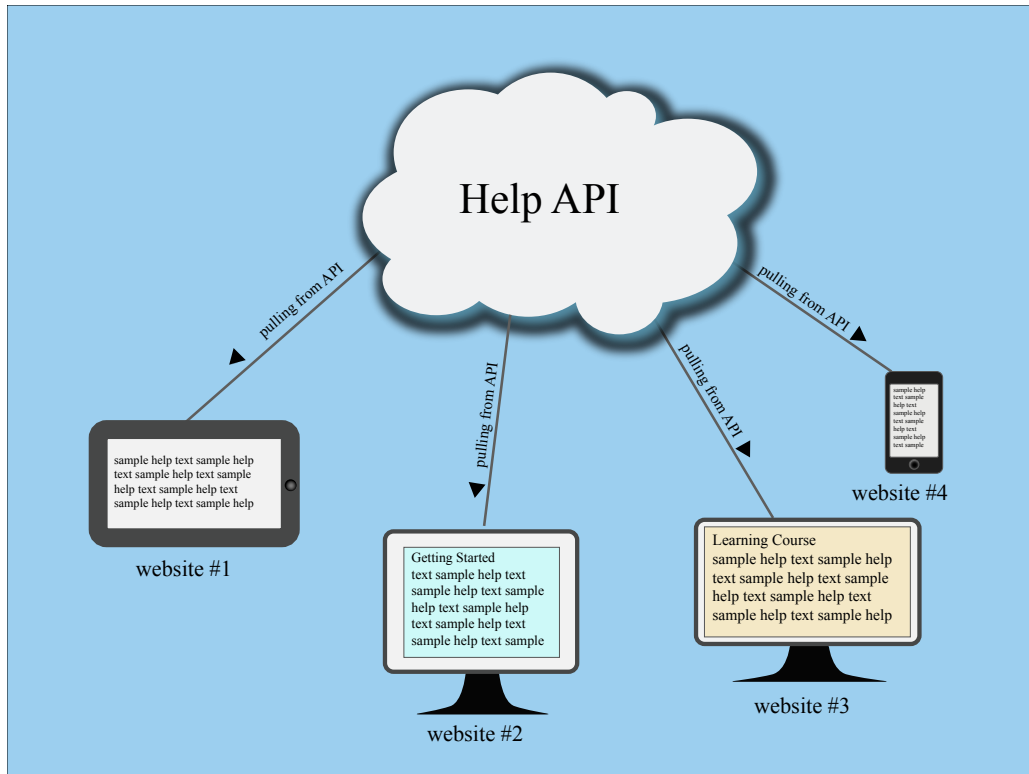 Help API
pulling from API
pulling from API
pulling from API
pulling from API
sample help text sample help
text sample help text sample
help text sample help text
sample help text sample help
website #1
Getting Started
text sample help text
sample help text sample
help text sample help
text sample help text
sample help text sample
website #2
Learning Course
sample help text sample help
text sample help text sample
help text sample help text
sample help text sample help
website #3
sample help
text sample
help text
sample help
text sample
help text
sample help
text sample
website #4